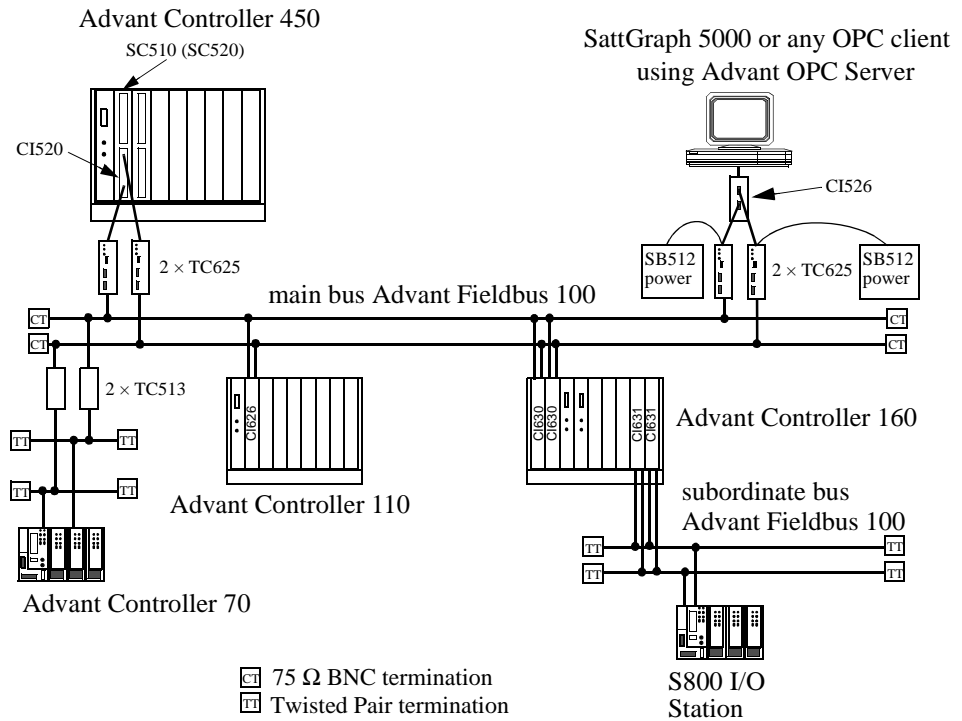 Advant Controller 450
SC510 (SC520)
SattGraph 5000 or any OPC client
using Advant OPC Server
CI520
CI526
2 × TC625
SB512
power
2 × TC625
SB512
power
main bus Advant Fieldbus 100
CT
CT
CT
CT
2 × TC513
CI626
CI630
CI630
CI631
CI631
Advant Controller 160
TT
TT
TT
TT
Advant Controller 110
subordinate bus
Advant Fieldbus 100
TT
TT
TT
TT
Advant Controller 70
S800 I/O
Station
CT 75 Ω BNC termination
TT Twisted Pair termination